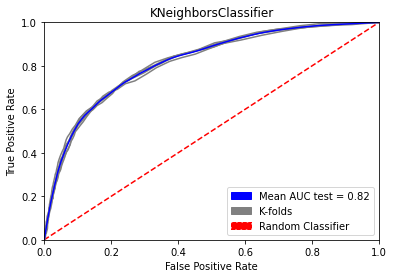 KNeighborsClassifier
True Positive Rate
1.0
0.8
0.6
0.4
0.2
0.0
Mean AUC test = 0.82
K-folds
Random Classifier
0.0 0.2 0.4 0.6 0.8 1.0
False Positive Rate